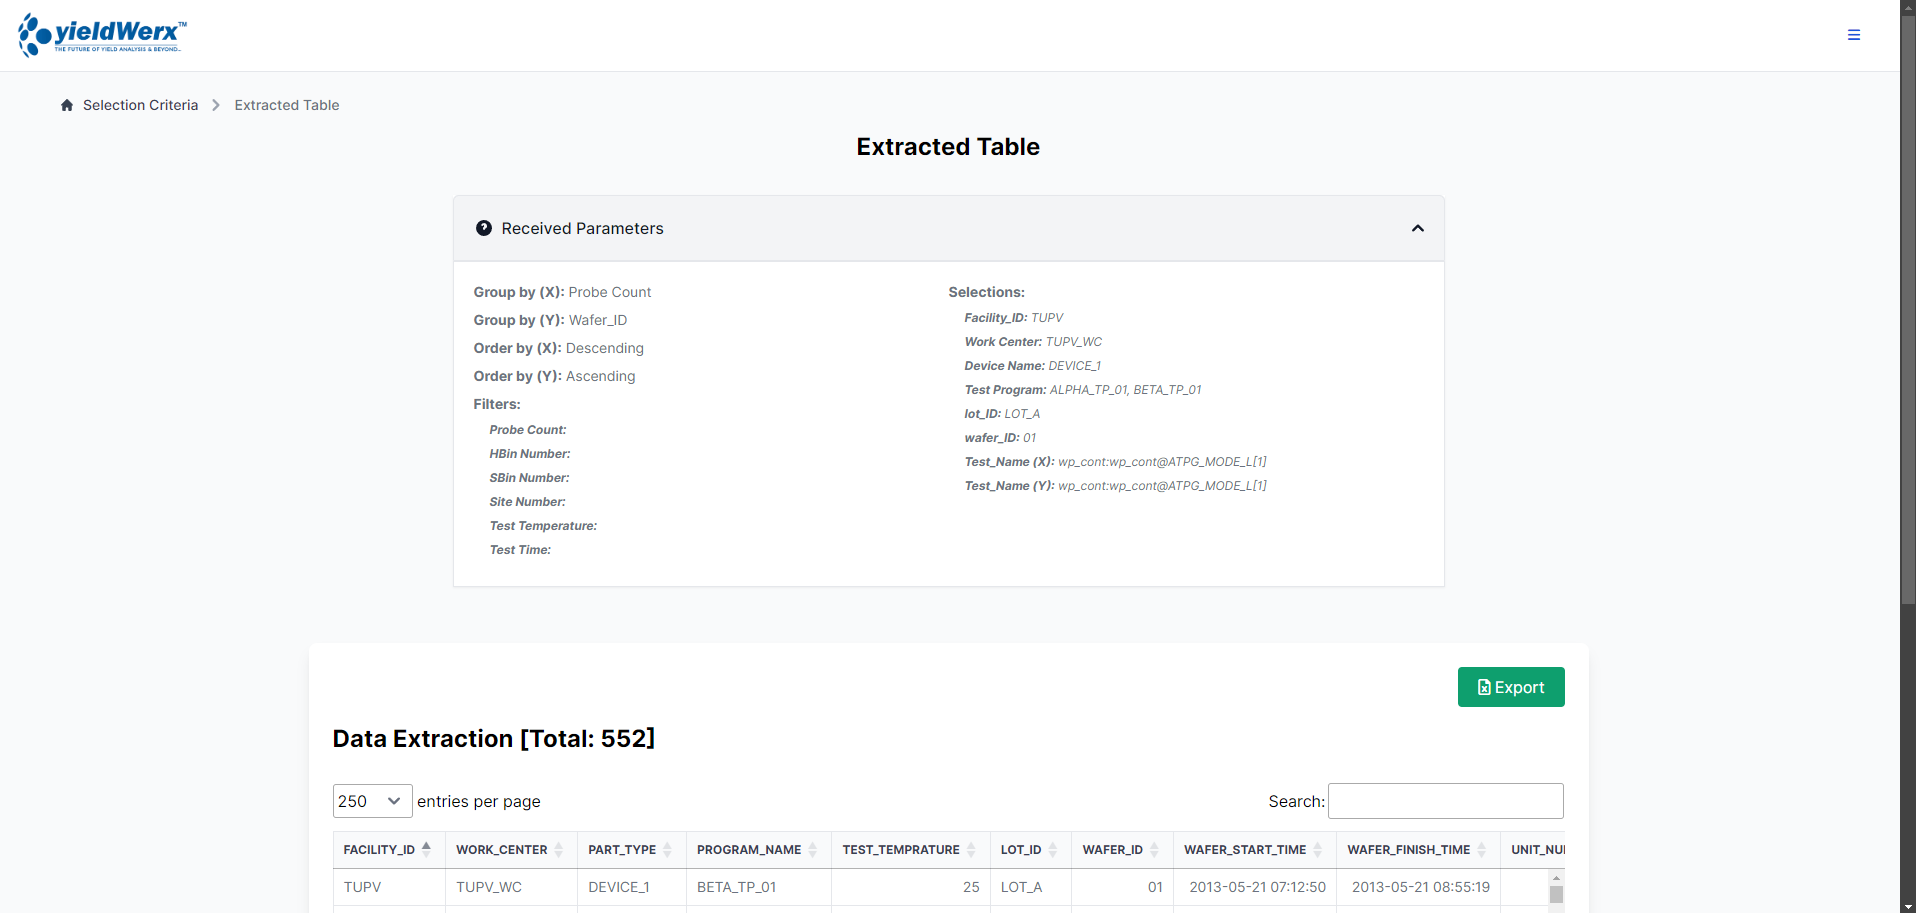 yieldWerx™
THE FUTURE OF YIELD ANALYSIS & BEYOND..
Selection Criteria
Extracted Table
Extracted Table
Received Parameters
Group by (X): Probe Count
Group by (Y): Wafer_ID
Order by (X): Descending
Order by (Y): Ascending
Filters:
Probe Count:
HBin Number:
SBin Number:
Site Number:
Test Temperature:
Test Time:
Selections:
Facility_ID: TUPV
Work Center: TUPV_WC
Device Name: DEVICE_1
Test Program: ALPHA_TP_01, BETA_TP_01
lot_ID: LOT_A
wafer_ID: 01
Test_Name (X): wp_cont:wp_cont@ATPG_MODE_L[1]
Test_Name (Y): wp_cont:wp_cont@ATPG_MODE_L[1]
Export
Data Extraction [Total: 552]
250 entries per page Search:
FACILITY_ID WORK_CENTER PART_TYPE PROGRAM_NAME TEST_TEMPRATURE LOT_ID WAFER_ID WAFER_START_TIME WAFER_FINISH_TIME UNIT_NU
TUPV TUPV_WC DEVICE_1 BETA_TP_01 25 LOT_A 01 2013-05-21 07:12:50 2013-05-21 08:55:19